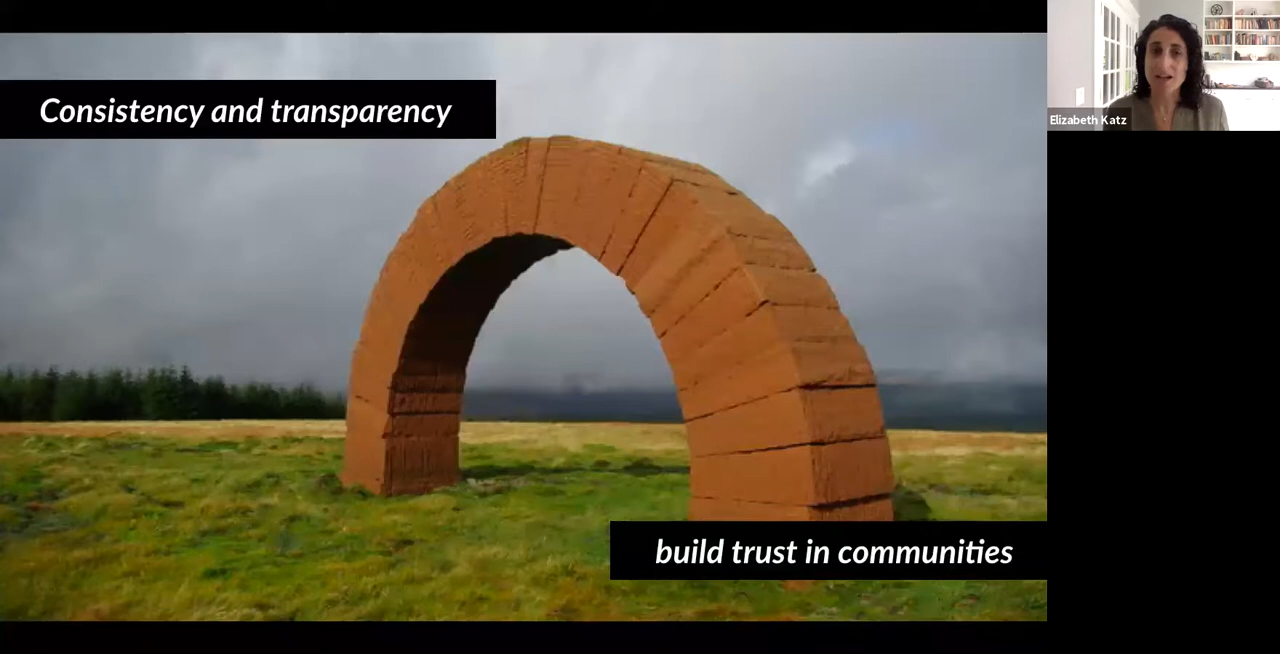 Consistency and transparency
build trust in communities
Elizabeth Katz